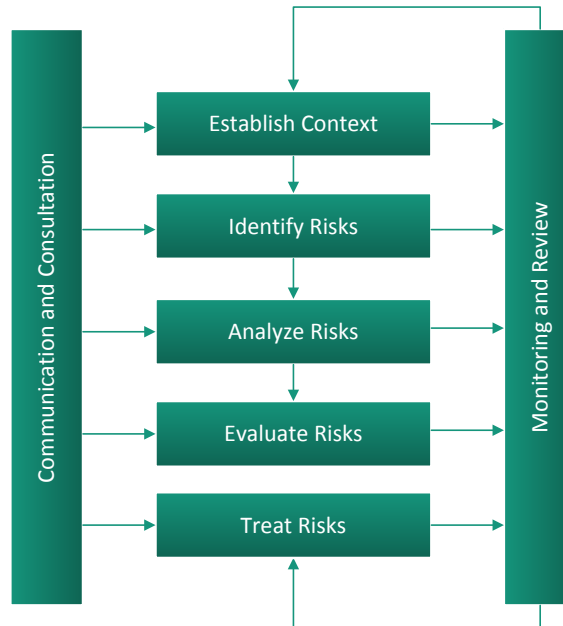 Communication and Consultation
Establish Context
Identify Risks
Analyze Risks
Evaluate Risks
Treat Risks
Monitoring and Review